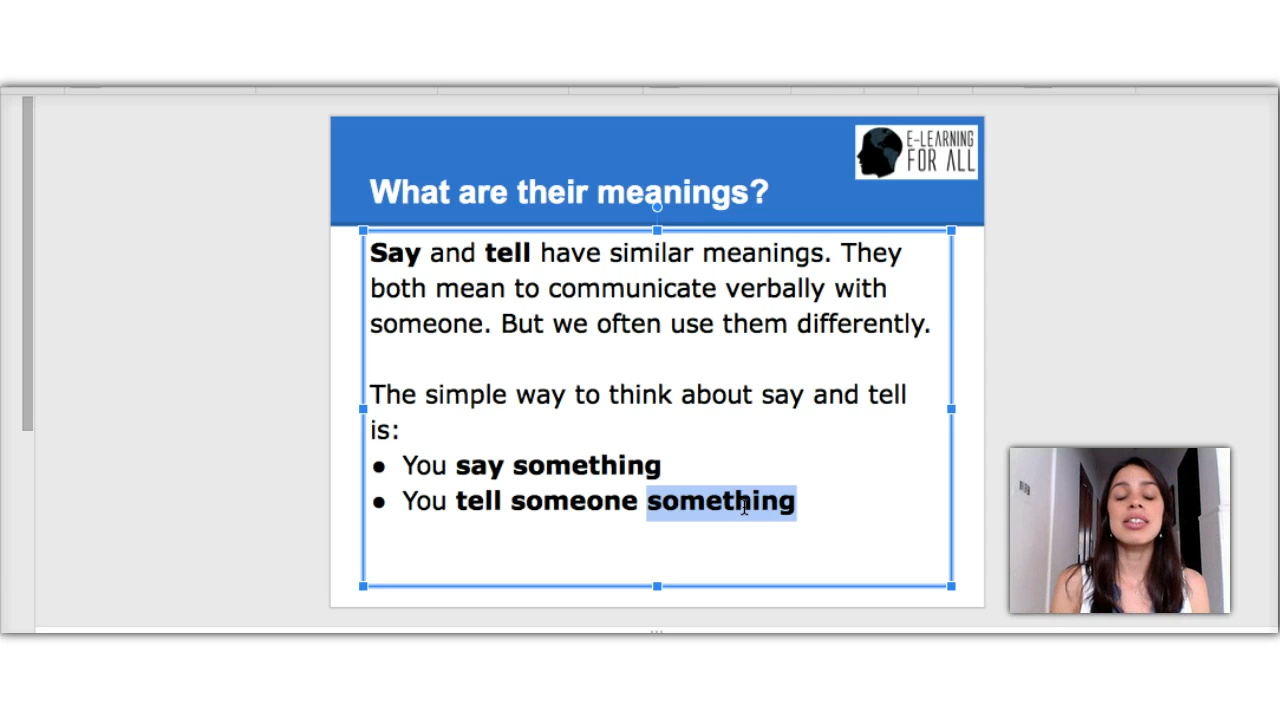 E-LEARNING
FOR ALL
What are their meanings?
Say and tell have similar meanings. They
both mean to communicate verbally with
someone. But we often use them differently.
The simple way to think about say and tell
is:
● You say something
● You tell someone something